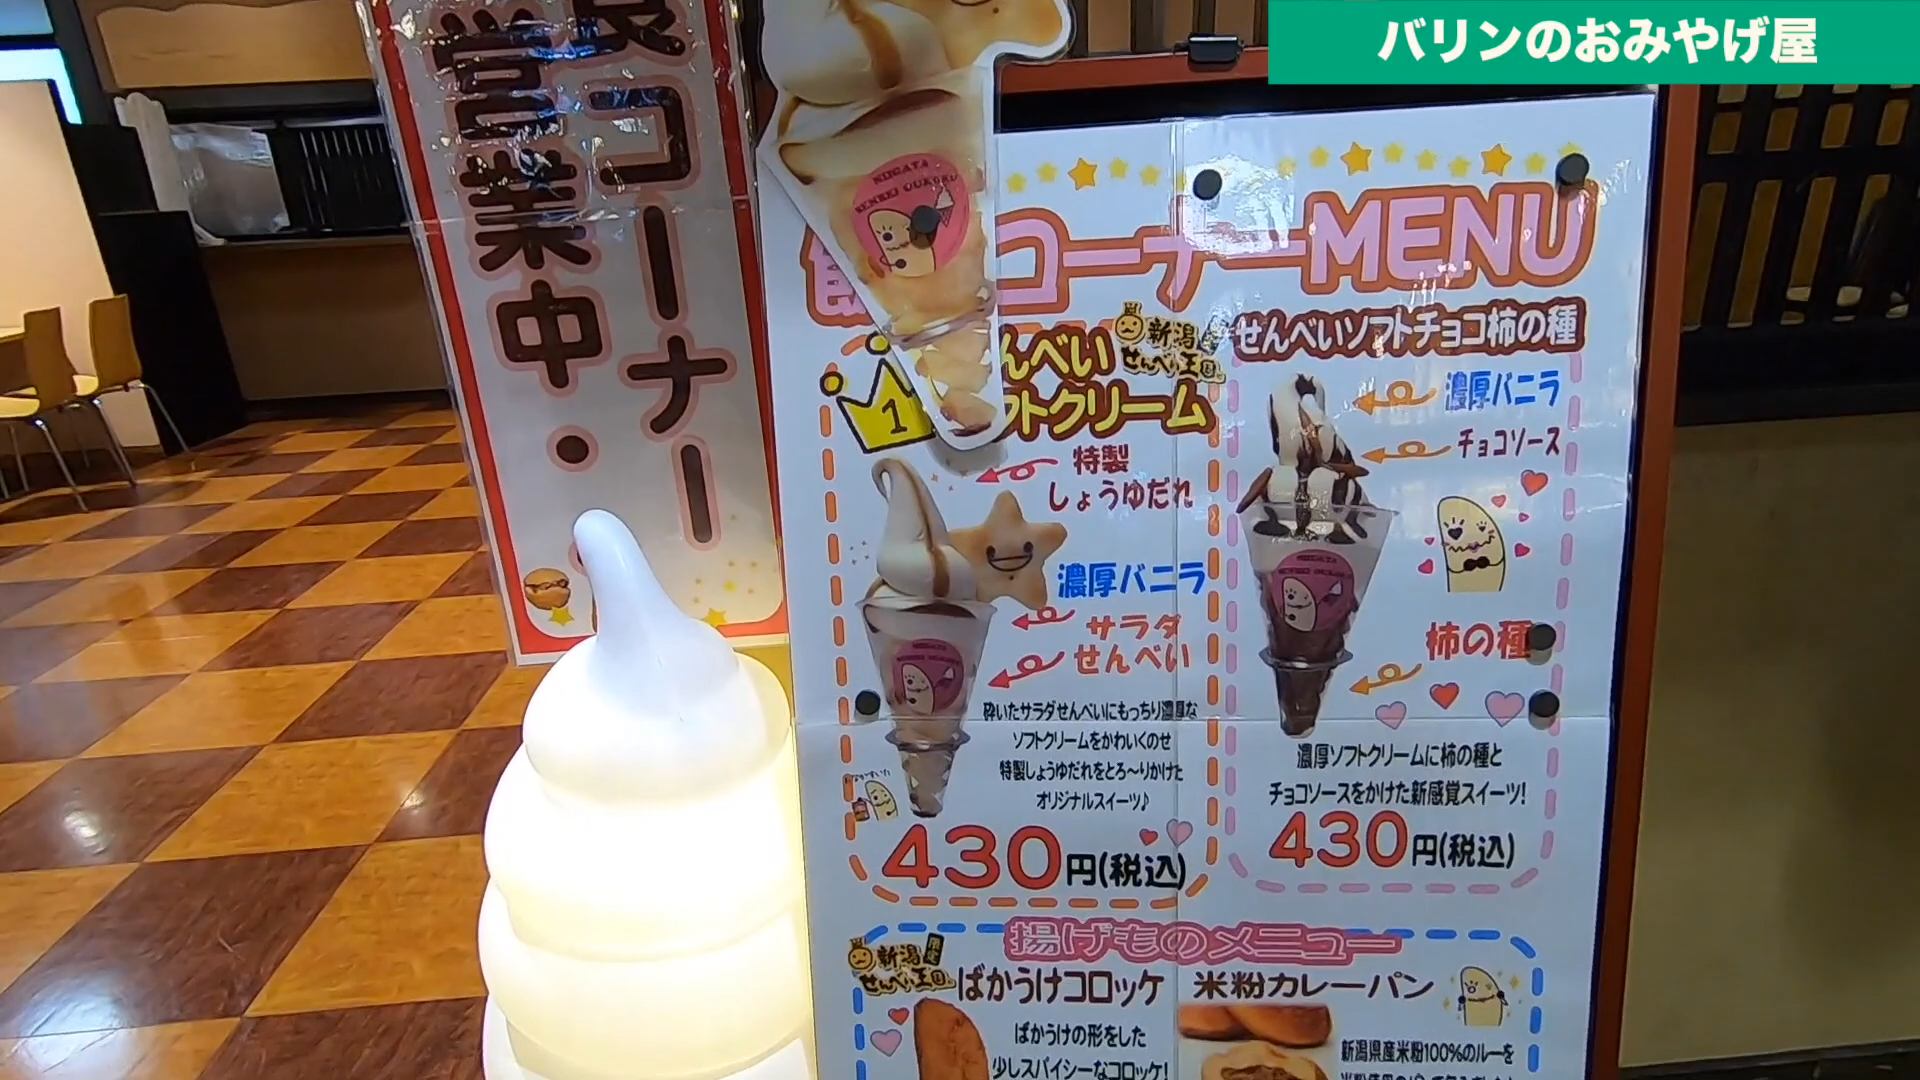 バリンのおみやげ屋
コーナー
営業中・
NIIGATA
SENBEI OUKOKU
コーナーMENU
んべい
フトクリーム
新潟
せんべい王国
1
特製
しょうゆだれ
濃厚バニラ
サラダ
せんべい
砕いたサラダせんべいにもっちり濃厚な
ソフトクリームをかわいくのせ
特製しょうゆだれをとろ〜りかけた
オリジナルスイーツ♪
430円(税込)
せんべいソフトチョコ柿の種
濃厚バニラ
チョコソース
柿の種
濃厚ソフトクリームに柿の種と
チョコソースをかけた新感覚スイーツ!
430円(税込)
揚げものメニュー
新潟
せんべい王国
限定
ばかうけコロッケ
ばかうけの形をした
少しスパイシーなコロッケ!
米粉カレーパン
新潟県産米粉100%のルーを